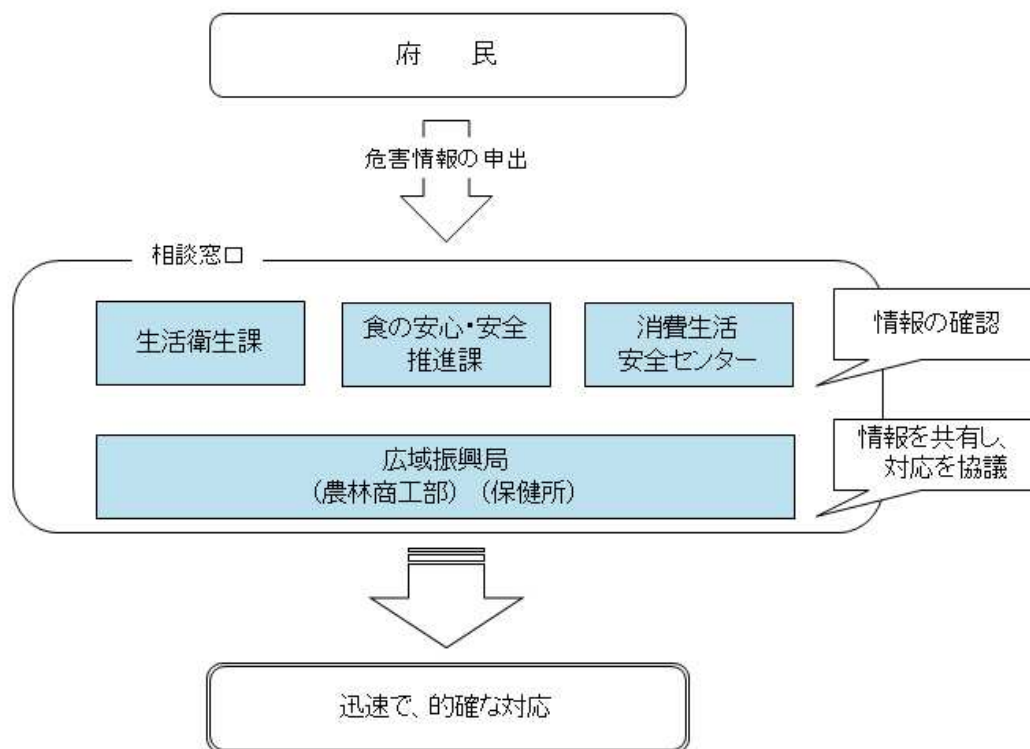 府　　民
危害情報の申出
相談窓口
生活衛生課
食の安心・安全
推進課
消費生活
安全センター
情報の確認
広域振興局
（農林商工部）（保健所）
情報を共有し、
対応を協議
迅速で、的確な対応